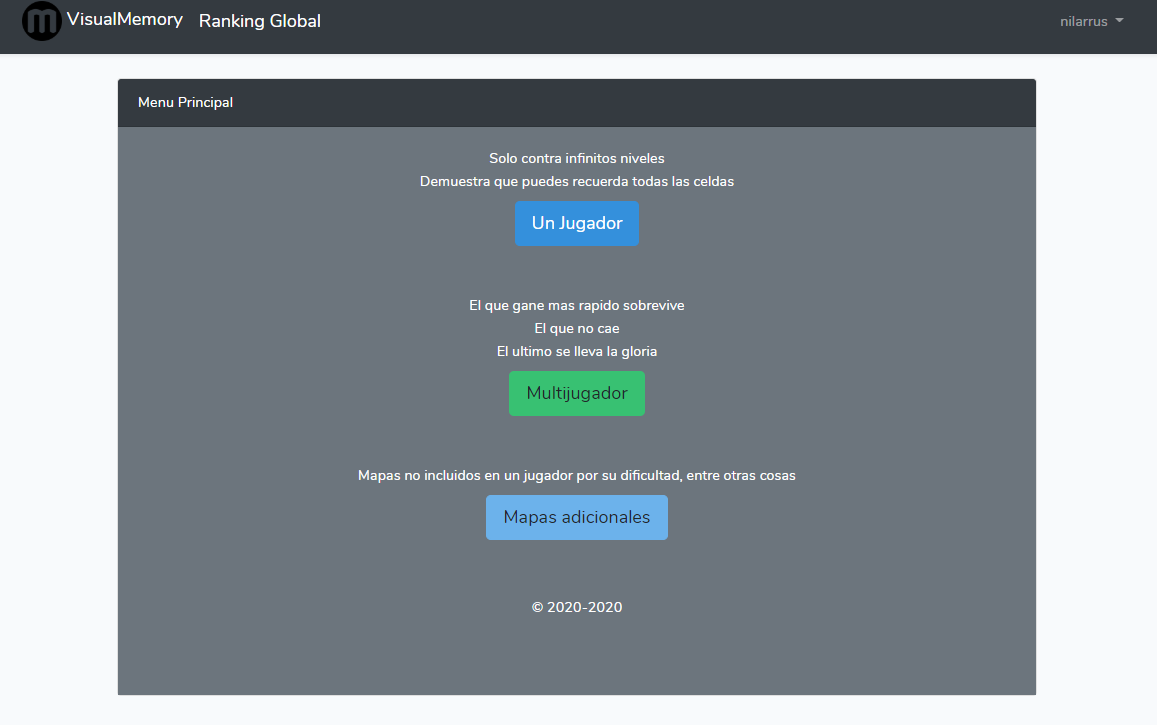 VisualMemory
Ranking Global
nilarrus
Menu Principal
Solo contra infinitos niveles
Demuestra que puedes recuerda todas las celdas
Un Jugador
El que gane mas rapido sobrevive
El que no cae
El ultimo se lleva la gloria
Multijugador
Mapas no incluidos en un jugador por su dificultad, entre otras cosas
Mapas adicionales
© 2020-2020